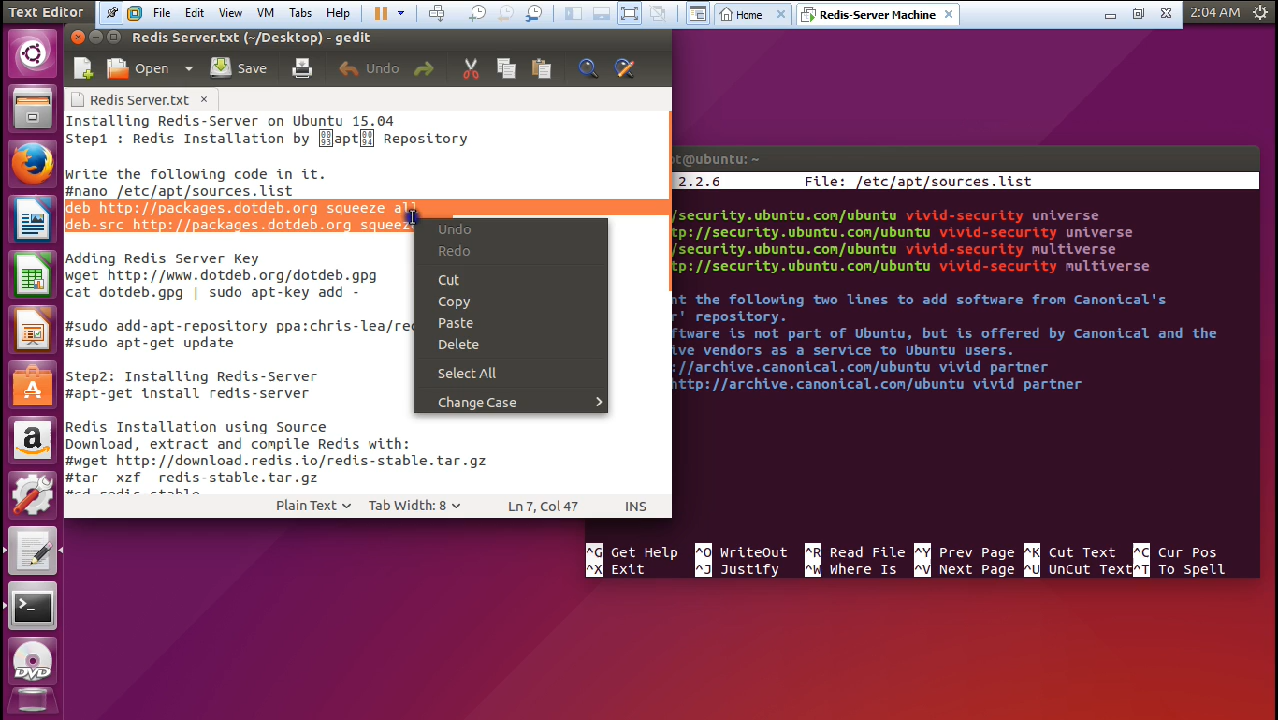 Text Editor
File Edit View VM Tabs Help
Home
Redis-Server Machine
2:04 AM
Redis Server.txt (~/Desktop) - gedit
Open
Save
Undo
Redis Server.txt
Installing Redis-Server on Ubuntu 15.04
Step1 : Redis Installation by apt Repository
Write the following code in it.
#nano /etc/apt/sources.list
deb http://packages.dotdeb.org squeeze all
deb-src http://packages.dotdeb.org squeeze
Adding Redis Server Key
wget http://www.dotdeb.org/dotdeb.gpg
cat dotdeb.gpg | sudo apt-key add -
#sudo add-apt-repository ppa:chris-lea/red
#sudo apt-get update
Step2: Installing Redis-Server
#apt-get install redis-server
Redis Installation using Source
Download, extract and compile Redis with:
#wget http://download.redis.io/redis-stable.tar.gz
#tar xzf redis-stable.tar.gz
#cd redis-stable
Plain Text Tab Width: 8 Ln 7, Col 47 INS
Undo
Redo
Cut
Copy
Paste
Delete
Select All
Change Case
ot@ubuntu: ~
2.2.6 File: /etc/apt/sources.list
/security.ubuntu.com/ubuntu vivid-security universe
tp://security.ubuntu.com/ubuntu vivid-security universe
/security.ubuntu.com/ubuntu vivid-security multiverse
tp://security.ubuntu.com/ubuntu vivid-security multiverse
nt the following two lines to add software from Canonical's
r' repository.
ftware is not part of Ubuntu, but is offered by Canonical and the
ive vendors as a service to Ubuntu users.
://archive.canonical.com/ubuntu vivid partner
http://archive.canonical.com/ubuntu vivid partner
^G Get Help ^O WriteOut ^R Read File ^Y Prev Page ^K Cut Text ^C Cur Pos
^X Exit ^J Justify ^W Where Is ^V Next Page ^U UnCut Text ^T To Spell
DVD